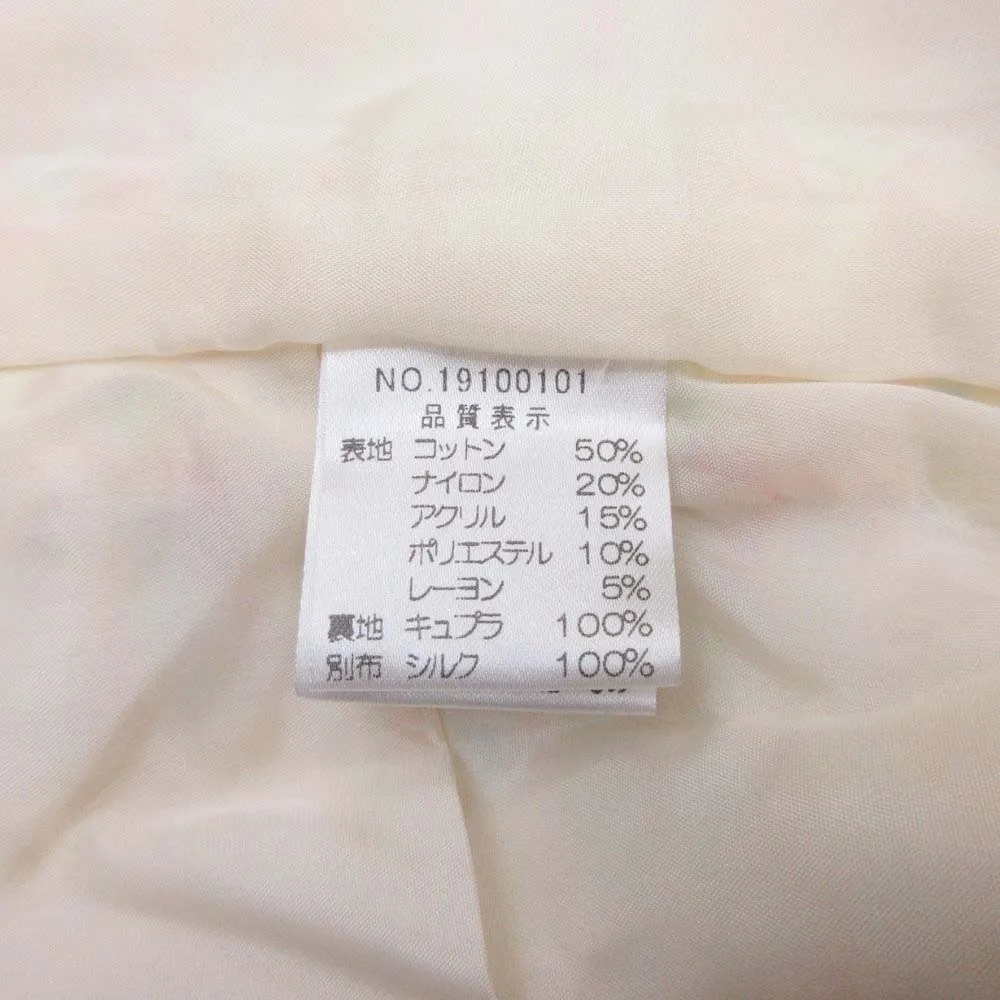 NO.19100101
品質表示
表地 コットン 50%
ナイロン 20%
アクリル 15%
ポリエステル 10%
レーヨン 5%
裏地 キュプラ 100%
別布 シルク 100%